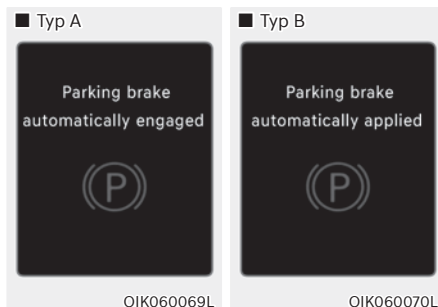 ■ Typ A
Parking brake
automatically engaged
P
OIK060069L
■ Typ B
Parking brake
automatically applied
P
OIK060070L